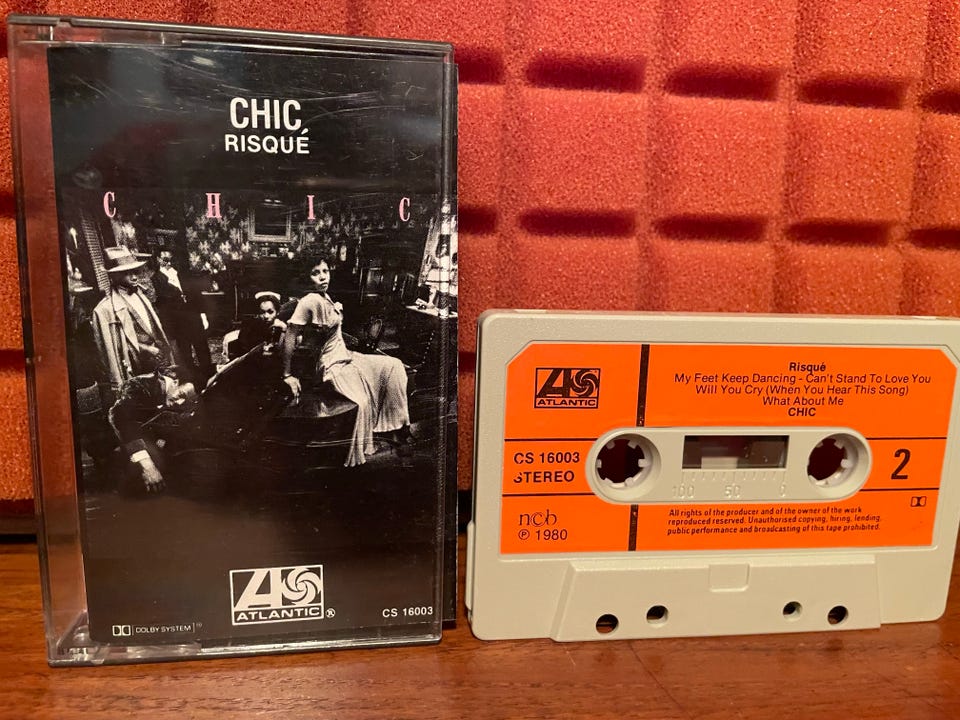 CHIC
RISQUÉ
C H I C
ATLANTIC ®
DOLBY SYSTEM ®
CS 16003
ATLANTIC
Risqué
My Feet Keep Dancing - Can't Stand To Love You
Will You Cry (When You Hear This Song)
What About Me
CHIC
CS 16003
STEREO
100 50 0
2
ncb
℗ 1980
All rights of the producer and of the owner of the work
reproduced reserved. Unauthorised copying, hiring, lending,
public performance and broadcasting of this tape prohibited.